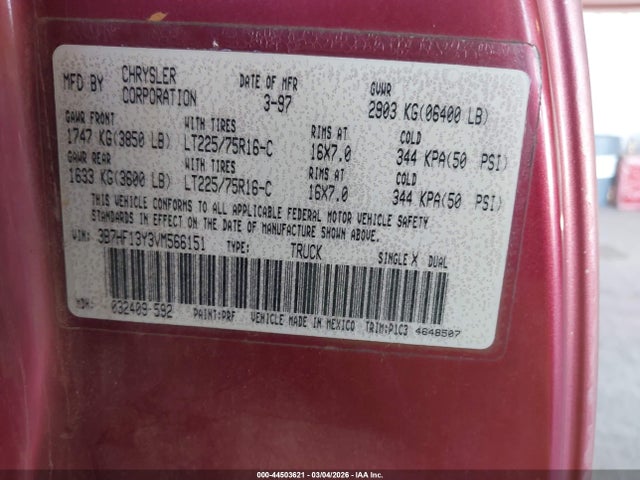 MFD BY CHRYSLER CORPORATION DATE OF MFR 3-97 GVWR 2903 KG(06400 LB)
GAWR FRONT WITH TIRES RIMS AT COLD
1747 KG(3850 LB) LT225/75R16-C 16X7.0 344 KPA(50 PSI)
GAWR REAR WITH TIRES RIMS AT COLD
1633 KG(3600 LB) LT225/75R16-C 16X7.0 344 KPA(50 PSI)
THIS VEHICLE CONFORMS TO ALL APPLICABLE FEDERAL MOTOR VEHICLE SAFETY
STANDARDS IN EFFECT ON THE DATE OF MANUFACTURE SHOWN ABOVE.
VIN: 3B7HF13Y3VM566151 TYPE: TRUCK SINGLE X DUAL
MDH: 032409 592 PAINT:PRF VEHICLE MADE IN MEXICO TRIM:P1C3 4648507
000-44503621 - 03/04/2026 - IAA Inc.